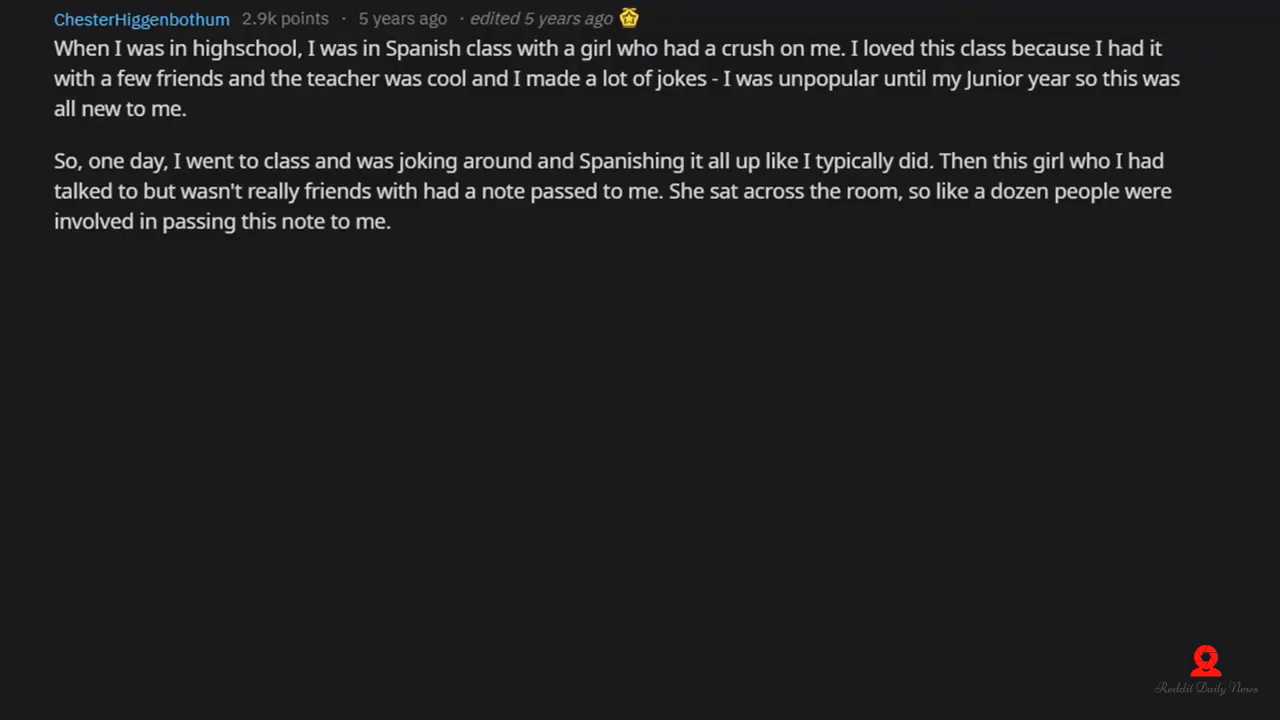 ChesterHiggenbothum 2.9k points · 5 years ago · edited 5 years ago
When I was in highschool, I was in Spanish class with a girl who had a crush on me. I loved this class because I had it
with a few friends and the teacher was cool and I made a lot of jokes - I was unpopular until my Junior year so this was
all new to me.
So, one day, I went to class and was joking around and Spanishing it all up like I typically did. Then this girl who I had
talked to but wasn't really friends with had a note passed to me. She sat across the room, so like a dozen people were
involved in passing this note to me.
Reddit Daily News